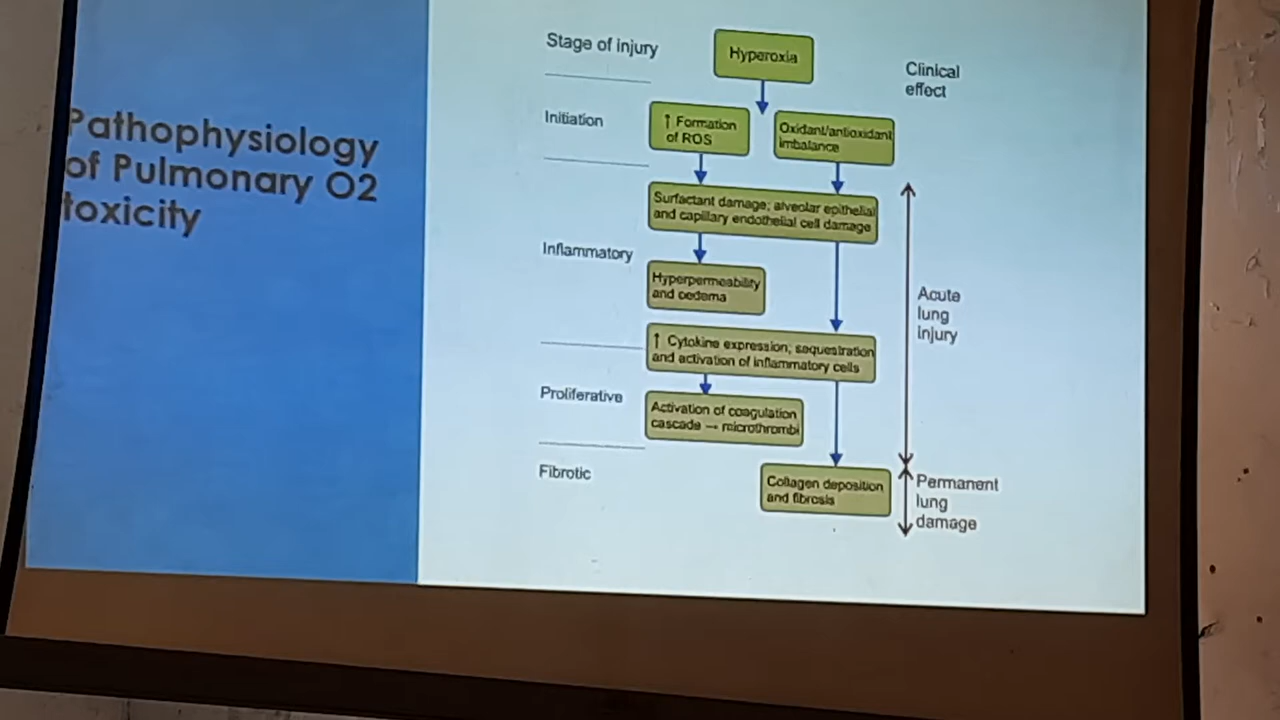 Pathophysiology
of Pulmonary O2
toxicity
Stage of injury
Hyperoxia
Clinical
effect
Initiation
↑ Formation
of ROS
Oxidant/antioxidant
imbalance
Surfactant damage; alveolar epithelial
and capillary endothelial cell damage
Inflammatory
Hyperpermeability
and oedema
Acute
lung
injury
↑ Cytokine expression; sequestration
and activation of inflammatory cells
Proliferative
Activation of coagulation
cascade → microthrombi
Fibrotic
Collagen deposition
and fibrosis
Permanent
lung
damage